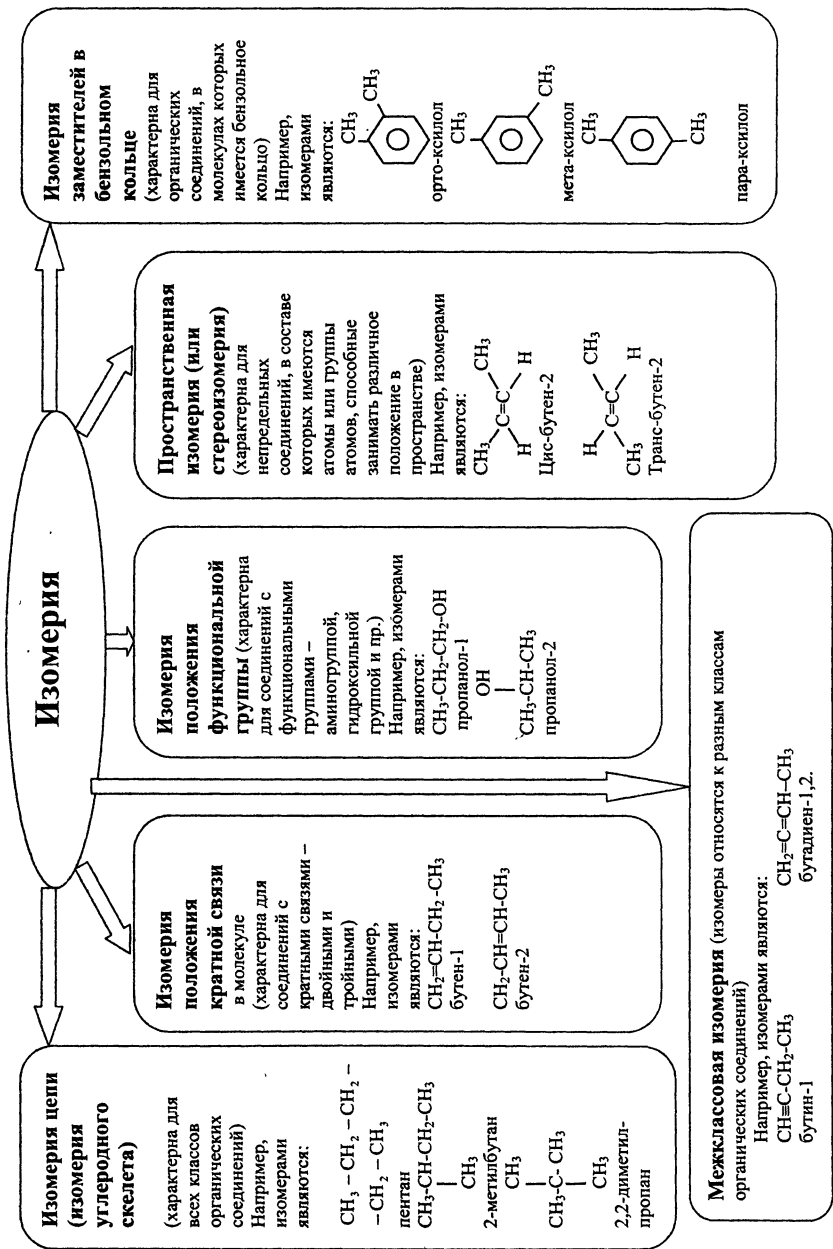 Изомерия
Изомерия цепи
(изомерия
углеродного
скелета)
(характерна для
всех классов
органических
соединений)
Например,
изомерами
являются:
CH₃ – CH₂ – CH₂ –
–CH₂ –CH₃
пентан
CH₃-CH-CH₂-CH₃
CH₃
2-метилбутан
CH₃
CH₃-C- CH₃
CH₃
2,2-диметил-
пропан
Изомерия
положения
кратной связи
в молекуле
(характерна для
соединений с
кратными связями –
двойными и
тройными)
Например,
изомерами
являются:
CH₂=CH-CH₂ -CH₃
бутен-1
CH₂-CH=CH-CH₃
бутен-2
Изомерия
положения
функциональной
группы (характерна
для соединений с
функциональными
группами –
аминогруппой,
гидроксильной
группой и пр.)
Например, изомерами
являются:
CH₃-CH₂-CH₂-OH
пропанол-1
OH
CH₃-CH-CH₃
пропанол-2
Пространственная
изомерия (или
стереоизомерия)
(характерна для
непредельных
соединений, в составе
которых имеются
атомы или группы
атомов, способные
занимать различное
положение в
пространстве)
Например, изомерами
являются:
CH₃ CH₃
C=C
H H
Цис-бутен-2
H CH₃
C=C
CH₃ H
Транс-бутен-2
Изомерия
заместителей в
бензольном
кольце
(характерна для
органических
соединений, в
молекулах которых
имеется бензольное
кольцо)
Например,
изомерами
являются:
CH₃
CH₃
орто-ксилол
CH₃
CH₃
мета-ксилол
CH₃
CH₃
пара-ксилол
Межклассовая изомерия (изомеры относятся к разным классам
органических соединений)
Например, изомерами являются:
CH≡C-CH₂-CH₃ CH₂=C=CH-CH₃
бутин-1 бутадиен-1,2.